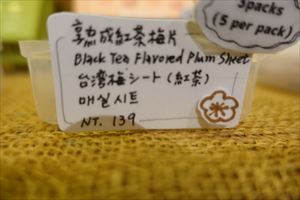 3packs
(5 per pack)
熟成紅茶梅片
Black Tea Flavored Plum Sheet
台湾梅シート(紅茶)
매실시트
NT. 139